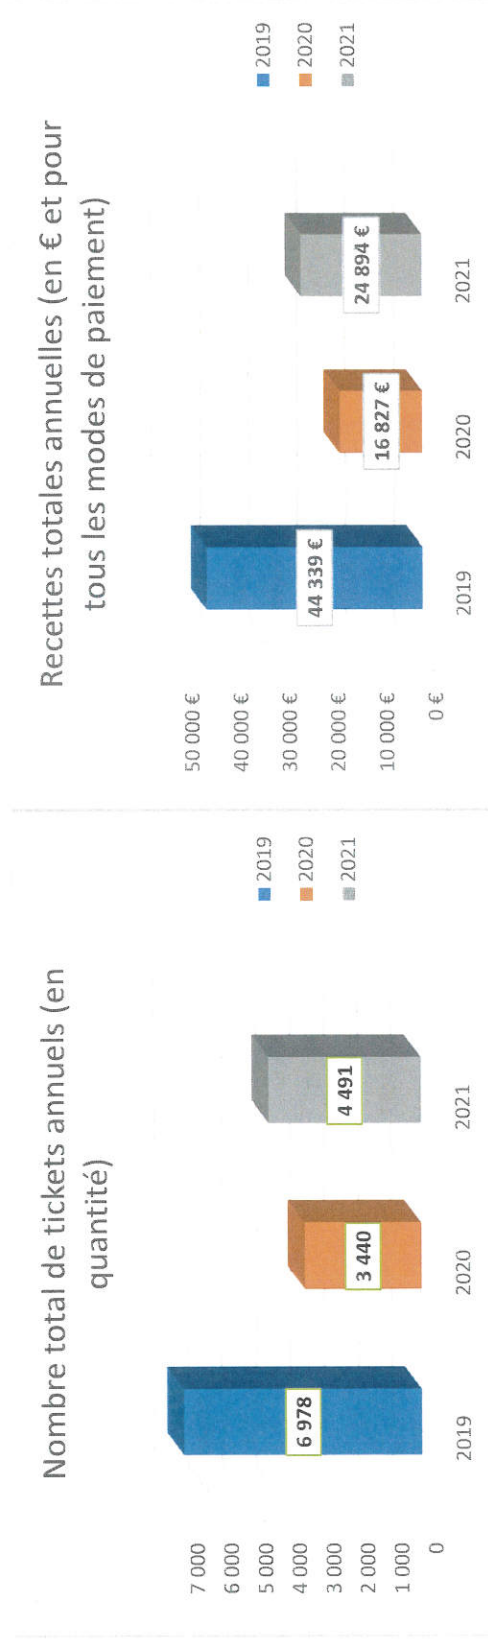 Nombre total de tickets annuels (en
quantité)
7 000
6 000
5 000
4 000
3 000
2 000
1 000
0
6 978
3 440
4 491
2019
2020
2021
2019
2020
2021
Recettes totales annuelles (en € et pour
tous les modes de paiement)
50 000 €
40 000 €
30 000 €
20 000 €
10 000 €
0 €
44 339 €
16 827 €
24 894 €
2019
2020
2021
2019
2020
2021